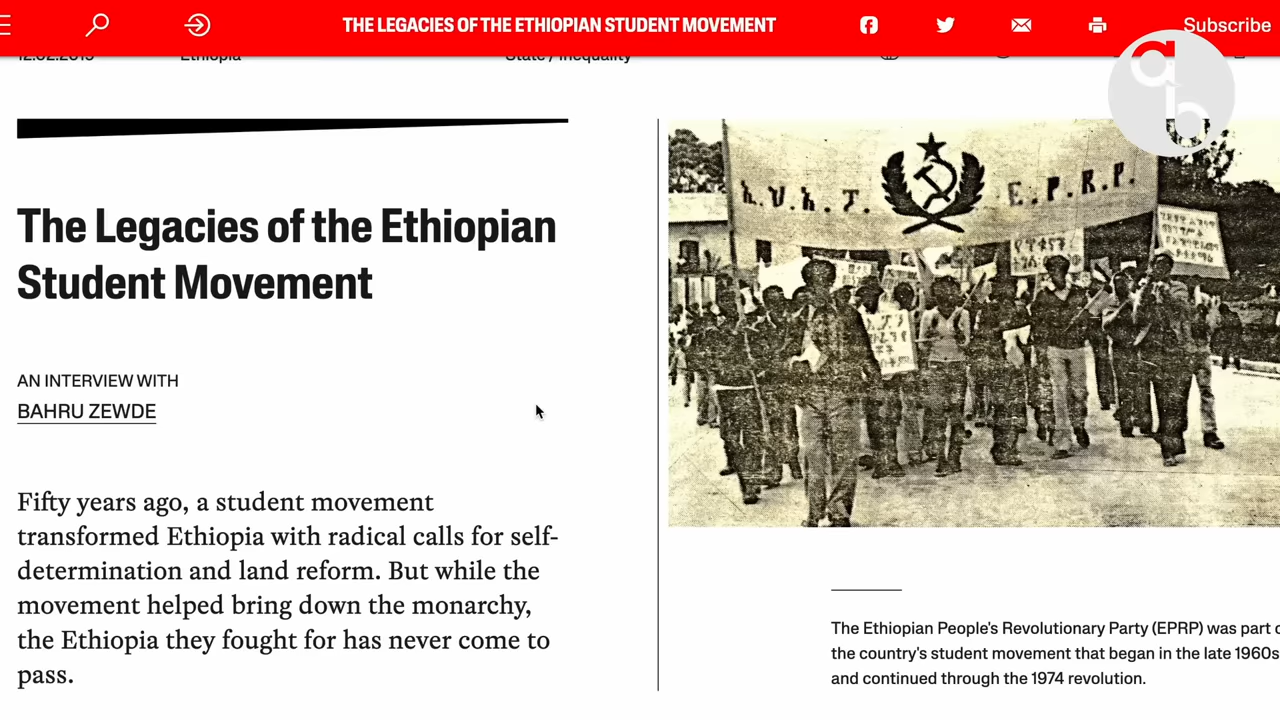 THE LEGACIES OF THE ETHIOPIAN STUDENT MOVEMENT
Subscribe
Ethiopia
State / Inequality
ab
The Legacies of the Ethiopian
Student Movement
AN INTERVIEW WITH
BAHRU ZEWDE
Fifty years ago, a student movement
transformed Ethiopia with radical calls for self-
determination and land reform. But while the
movement helped bring down the monarchy,
the Ethiopia they fought for has never come to
pass.
E.P.R.P.
The Ethiopian People's Revolutionary Party (EPRP) was part
the country's student movement that began in the late 1960s
and continued through the 1974 revolution.